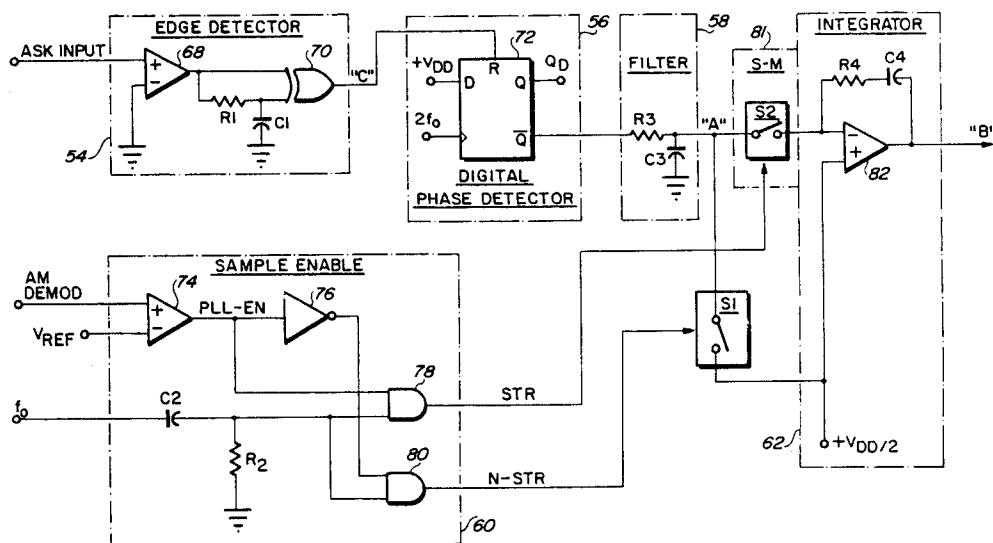 EDGE DETECTOR
ASK INPUT
68
70
+
-
R1
C1
"C"
54
56
72
+VDD
D
R
Q
QD
2fo
Q̅
DIGITAL
PHASE DETECTOR
58
FILTER
R3
C3
"A"
81
S-M
S2
INTEGRATOR
R4
C4
-
+
82
"B"
SAMPLE ENABLE
AM
DEMOD
74
+
-
VREF
PLL-EN
76
78
STR
fo
C2
R2
80
N-STR
60
S1
62
+VDD/2